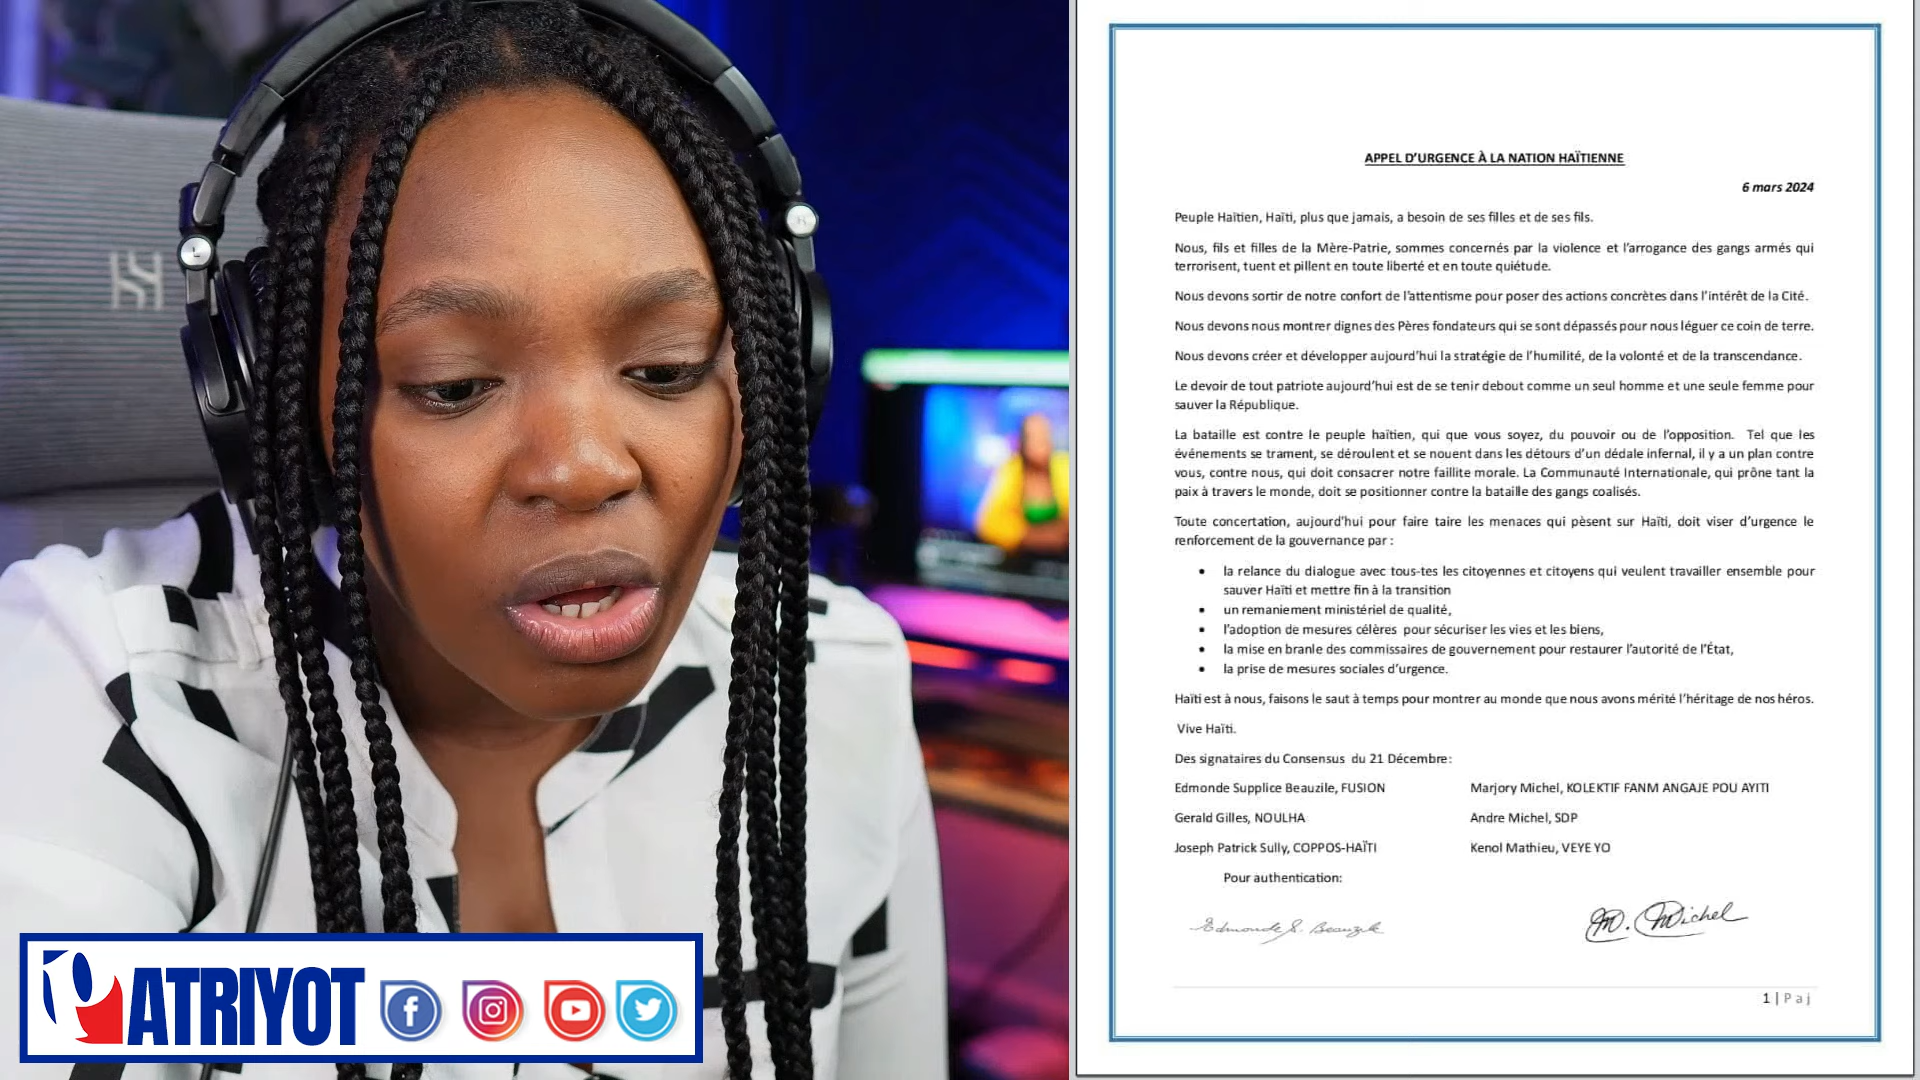 APPEL D'URGENCE À LA NATION HAÏTIENNE
6 mars 2024
Peuple Haïtien, Haïti, plus que jamais, a besoin de ses filles et de ses fils.
Nous, fils et filles de la Mère-Patrie, sommes concernés par la violence et l'arrogance des gangs armés qui
terrorisent, tuent et pillent en toute liberté et en toute quiétude.
Nous devons sortir de notre confort de l'attentisme pour poser des actions concrètes dans l'intérêt de la Cité.
Nous devons nous montrer dignes des Pères fondateurs qui se sont dépassés pour nous léguer ce coin de terre.
Nous devons créer et développer aujourd'hui la stratégie de l'humilité, de la volonté et de la transcendance.
Le devoir de tout patriote aujourd'hui est de se tenir debout comme un seul homme et une seule femme pour
sauver la République.
La bataille est contre le peuple haïtien, qui que vous soyez, du pouvoir ou de l'opposition. Tel que les
événements se trament, se déroulent et se nouent dans les détours d'un dédale infernal, il y a un plan contre
vous, contre nous, qui doit consacrer notre faillite morale. La Communauté Internationale, qui prône tant la
paix à travers le monde, doit se positionner contre la bataille des gangs coalisés.
Toute concertation, aujourd'hui pour faire taire les menaces qui pèsent sur Haïti, doit viser d'urgence le
renforcement de la gouvernance par :
• la relance du dialogue avec tous-tes les citoyennes et citoyens qui veulent travailler ensemble pour
sauver Haïti et mettre fin à la transition
• un remaniement ministériel de qualité,
• l'adoption de mesures célères pour sécuriser les vies et les biens,
• la mise en branle des commissaires de gouvernement pour restaurer l'autorité de l'État,
• la prise de mesures sociales d'urgence.
Haïti est à nous, faisons le saut à temps pour montrer au monde que nous avons mérité l'héritage de nos héros.
Vive Haïti.
Des signataires du Consensus du 21 Décembre:
Edmonde Supplice Beauzile, FUSION
Marjory Michel, KOLEKTIF FANM ANGAJE POU AYITI
Gerald Gilles, NOULHA
Andre Michel, SDP
Joseph Patrick Sully, COPPOS-HAÏTI
Kenol Mathieu, VEYE YO
Pour authentication:
Edmonde S. Beauzile
M. Michel
1 | Paj
PATRIYOT